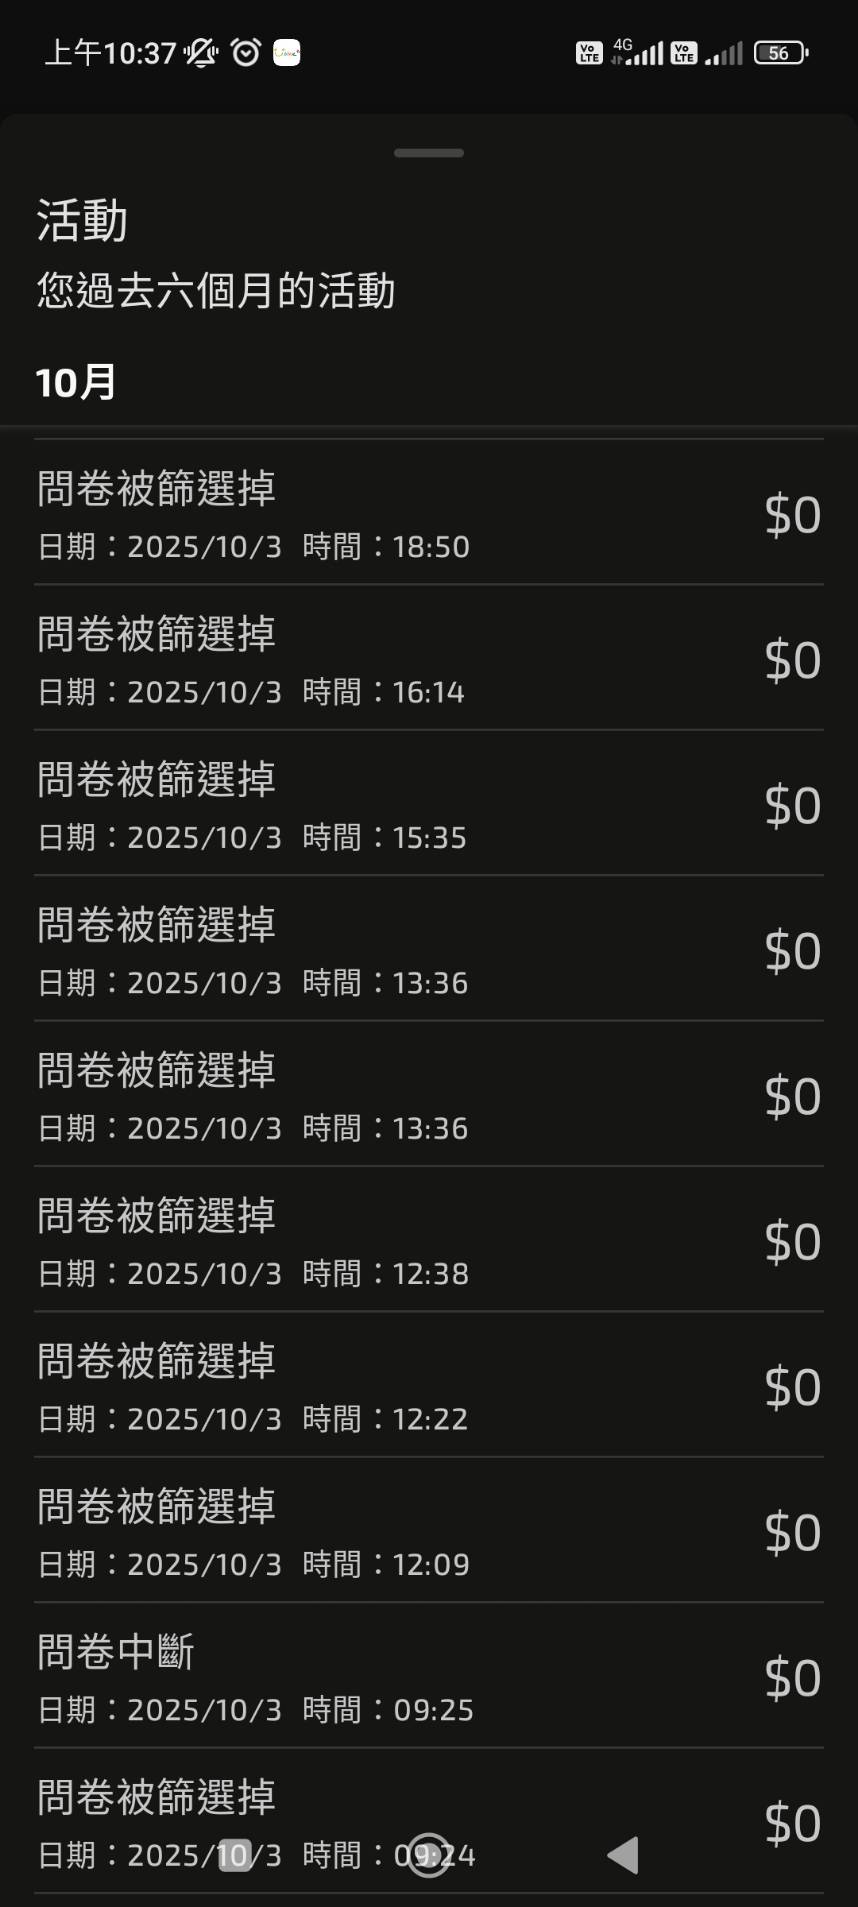 上午10:37
Vo LTE 4G Vo LTE 56
活動
您過去六個月的活動
10月
問卷被篩選掉
$0
日期：2025/10/3 時間：18:50
問卷被篩選掉
$0
日期：2025/10/3 時間：16:14
問卷被篩選掉
$0
日期：2025/10/3 時間：15:35
問卷被篩選掉
$0
日期：2025/10/3 時間：13:36
問卷被篩選掉
$0
日期：2025/10/3 時間：13:36
問卷被篩選掉
$0
日期：2025/10/3 時間：12:38
問卷被篩選掉
$0
日期：2025/10/3 時間：12:22
問卷被篩選掉
$0
日期：2025/10/3 時間：12:09
問卷中斷
$0
日期：2025/10/3 時間：09:25
問卷被篩選掉
$0
日期：2025/10/3 時間：09:24